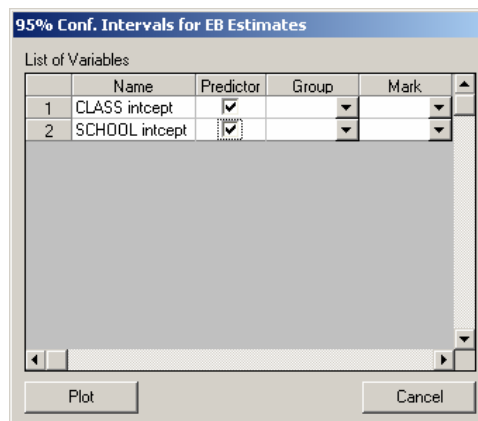 95% Conf. Intervals for EB Estimates
List of Variables
Name Predictor Group Mark
1 CLASS intcept
2 SCHOOL intcept
Plot Cancel